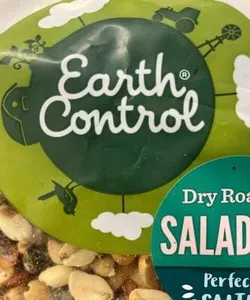 Earth®
Control
Dry Roa
SALAD
Perfec